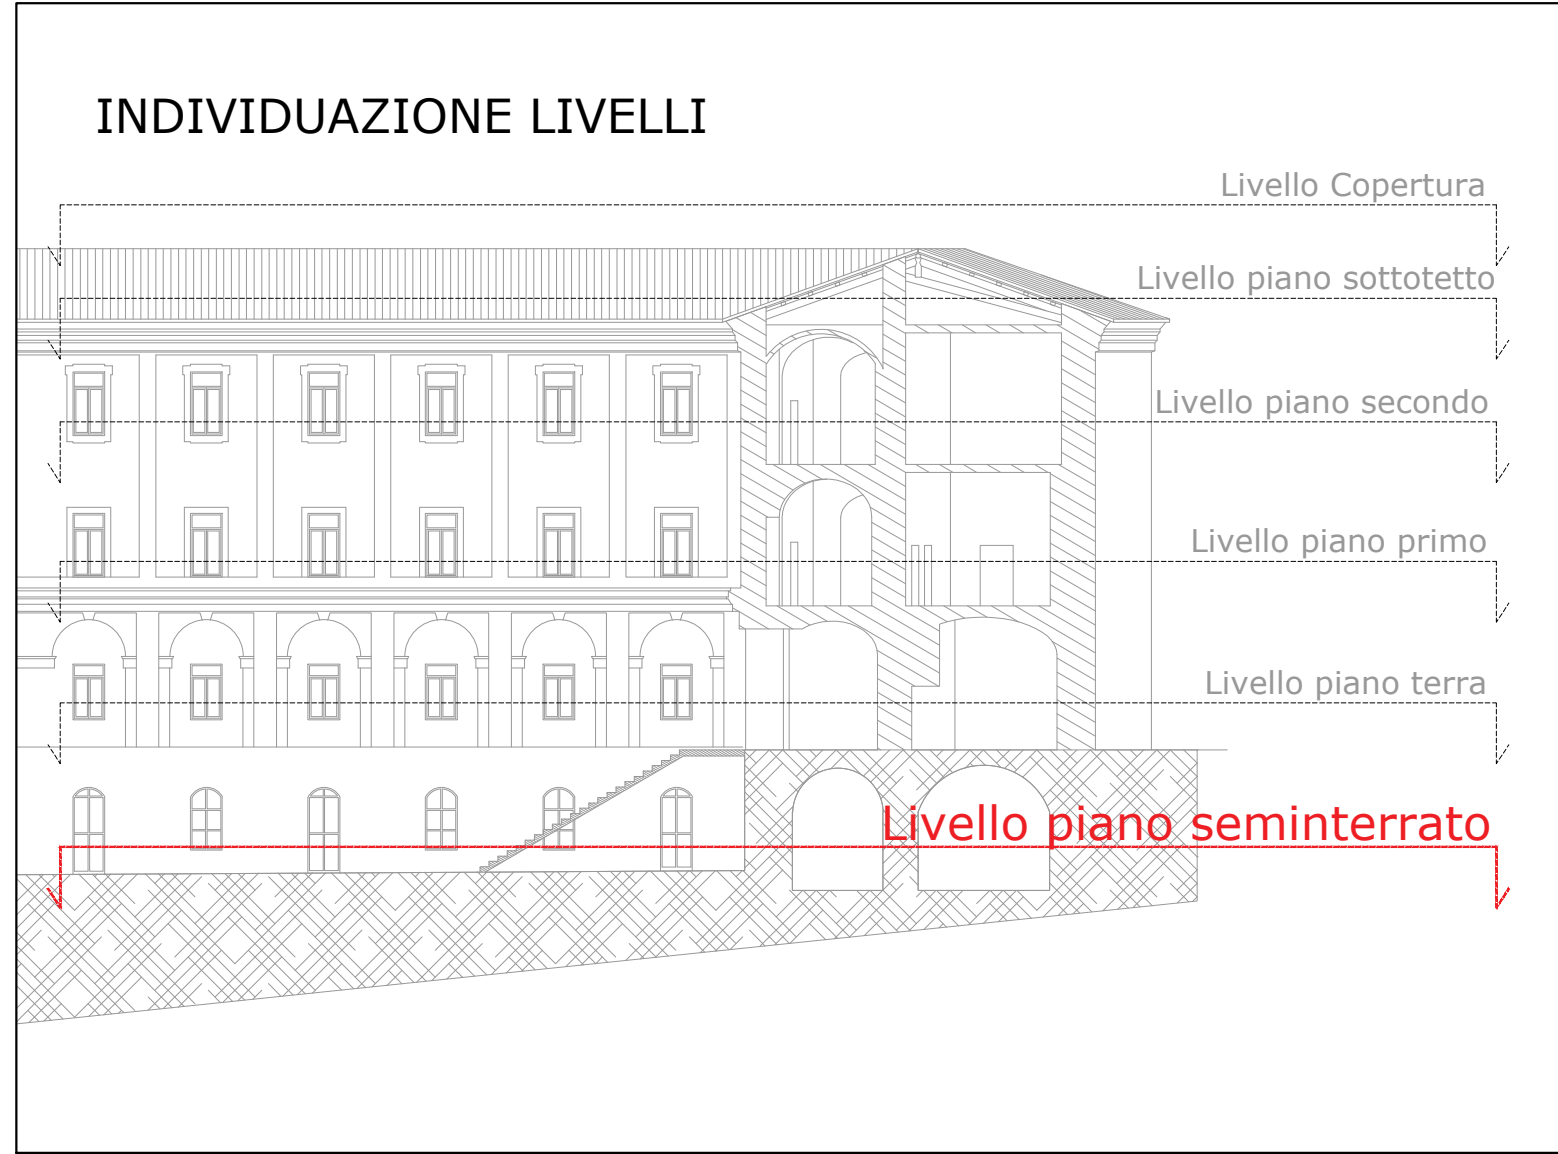 INDIVIDUAZIONE LIVELLI
Livello Copertura
Livello piano sottotetto
Livello piano secondo
Livello piano primo
Livello piano terra
Livello piano seminterrato